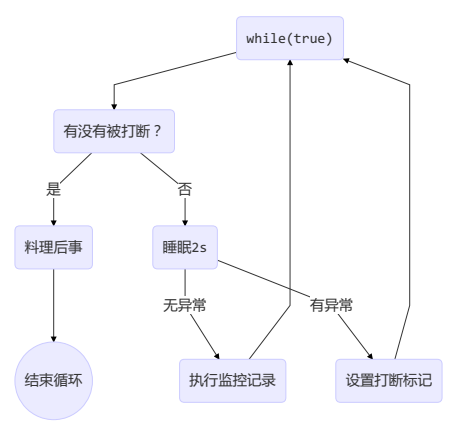 while(true)
有没有被打断？
是
否
料理后事
睡眠2s
无异常
有异常
结束循环
执行监控记录
设置打断标记